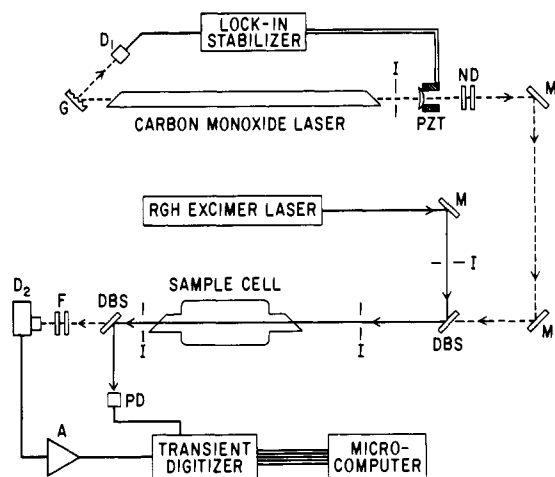 LOCK-IN
STABILIZER
D1
I
ND
M
G
CARBON MONOXIDE LASER
PZT
RGH EXCIMER LASER
M
I
D2
F
DBS
SAMPLE CELL
I
I
DBS
M
PD
A
TRANSIENT
DIGITIZER
MICRO-
COMPUTER